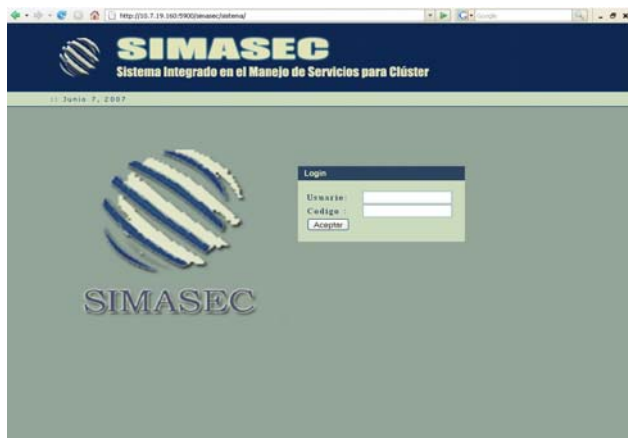 http://10.7.19.160:5900/simasec/sistema/
Google
SIMASEC
Sistema Integrado en el Manejo de Servicios para Clúster
:: Junio 7, 2007
Login
Usuario:
Codigo :
Aceptar
SIMASEC